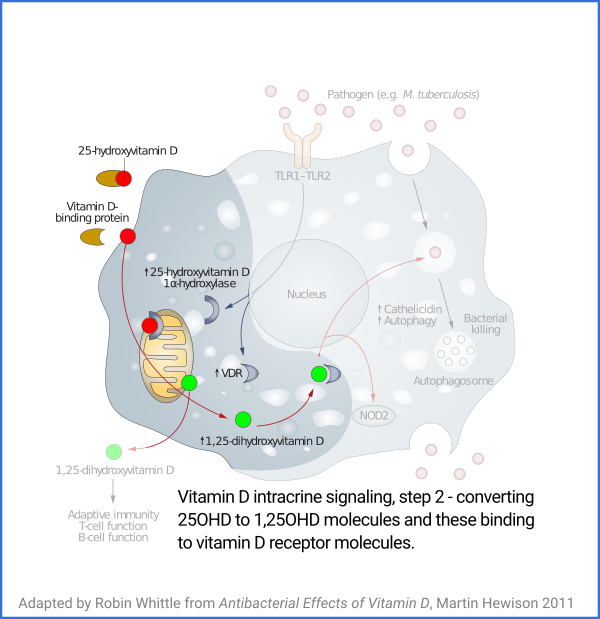 Pathogen (e.g. M. tuberculosis)
25-hydroxyvitamin D
TLR1–TLR2
Vitamin D-
binding protein
↑25-hydroxyvitamin D
1α-hydroxylase
Nucleus
↑ Cathelicidin
↑ Autophagy
Bacterial
killing
↑ VDR
Autophagosome
NOD2
↑1,25-dihydroxyvitamin D
1,25-dihydroxyvitamin D
Adaptive immunity
T-cell function
B-cell function
Vitamin D intracrine signaling, step 2 - converting
25OHD to 1,25OHD molecules and these binding
to vitamin D receptor molecules.
Adapted by Robin Whittle from Antibacterial Effects of Vitamin D, Martin Hewison 2011